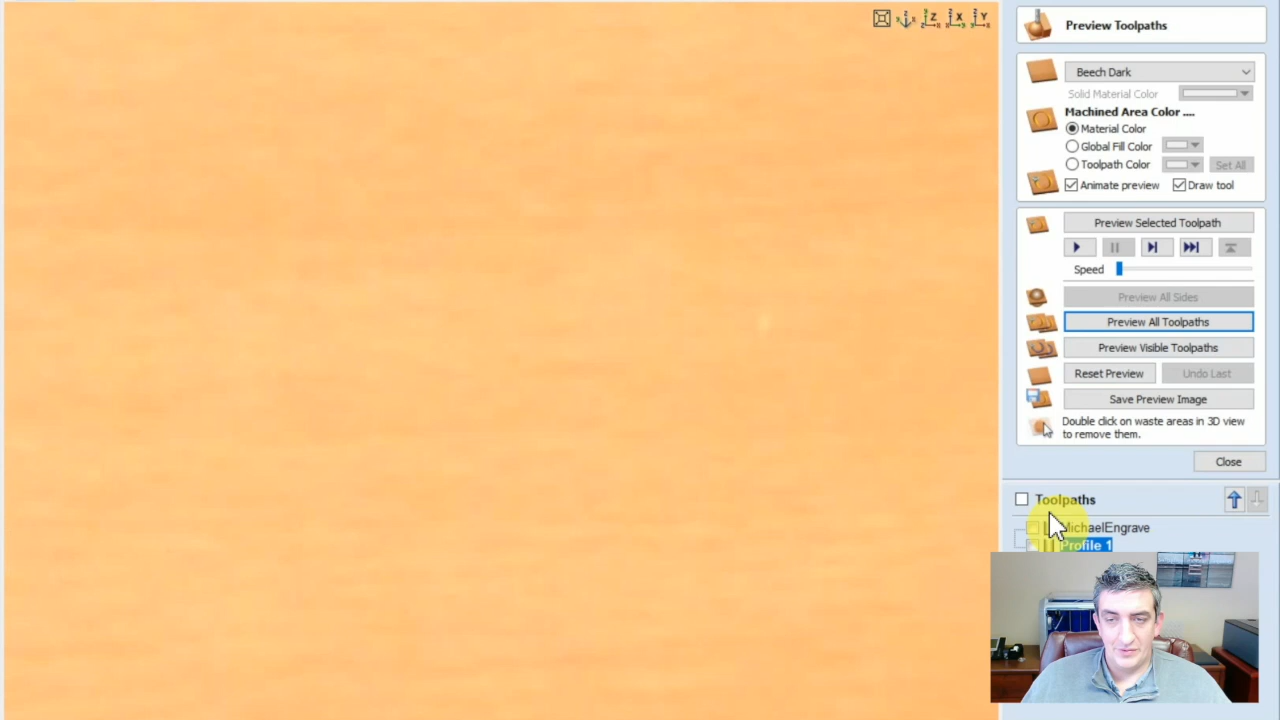 Z X Y
Preview Toolpaths
Beech Dark
Solid Material Color
Machined Area Color ....
Material Color
Global Fill Color
Toolpath Color Set All
Animate preview Draw tool
Preview Selected Toolpath
Speed
Preview All Sides
Preview All Toolpaths
Preview Visible Toolpaths
Reset Preview Undo Last
Save Preview Image
Double click on waste areas in 3D view
to remove them.
Close
Toolpaths
MichaelEngrave
Profile 1